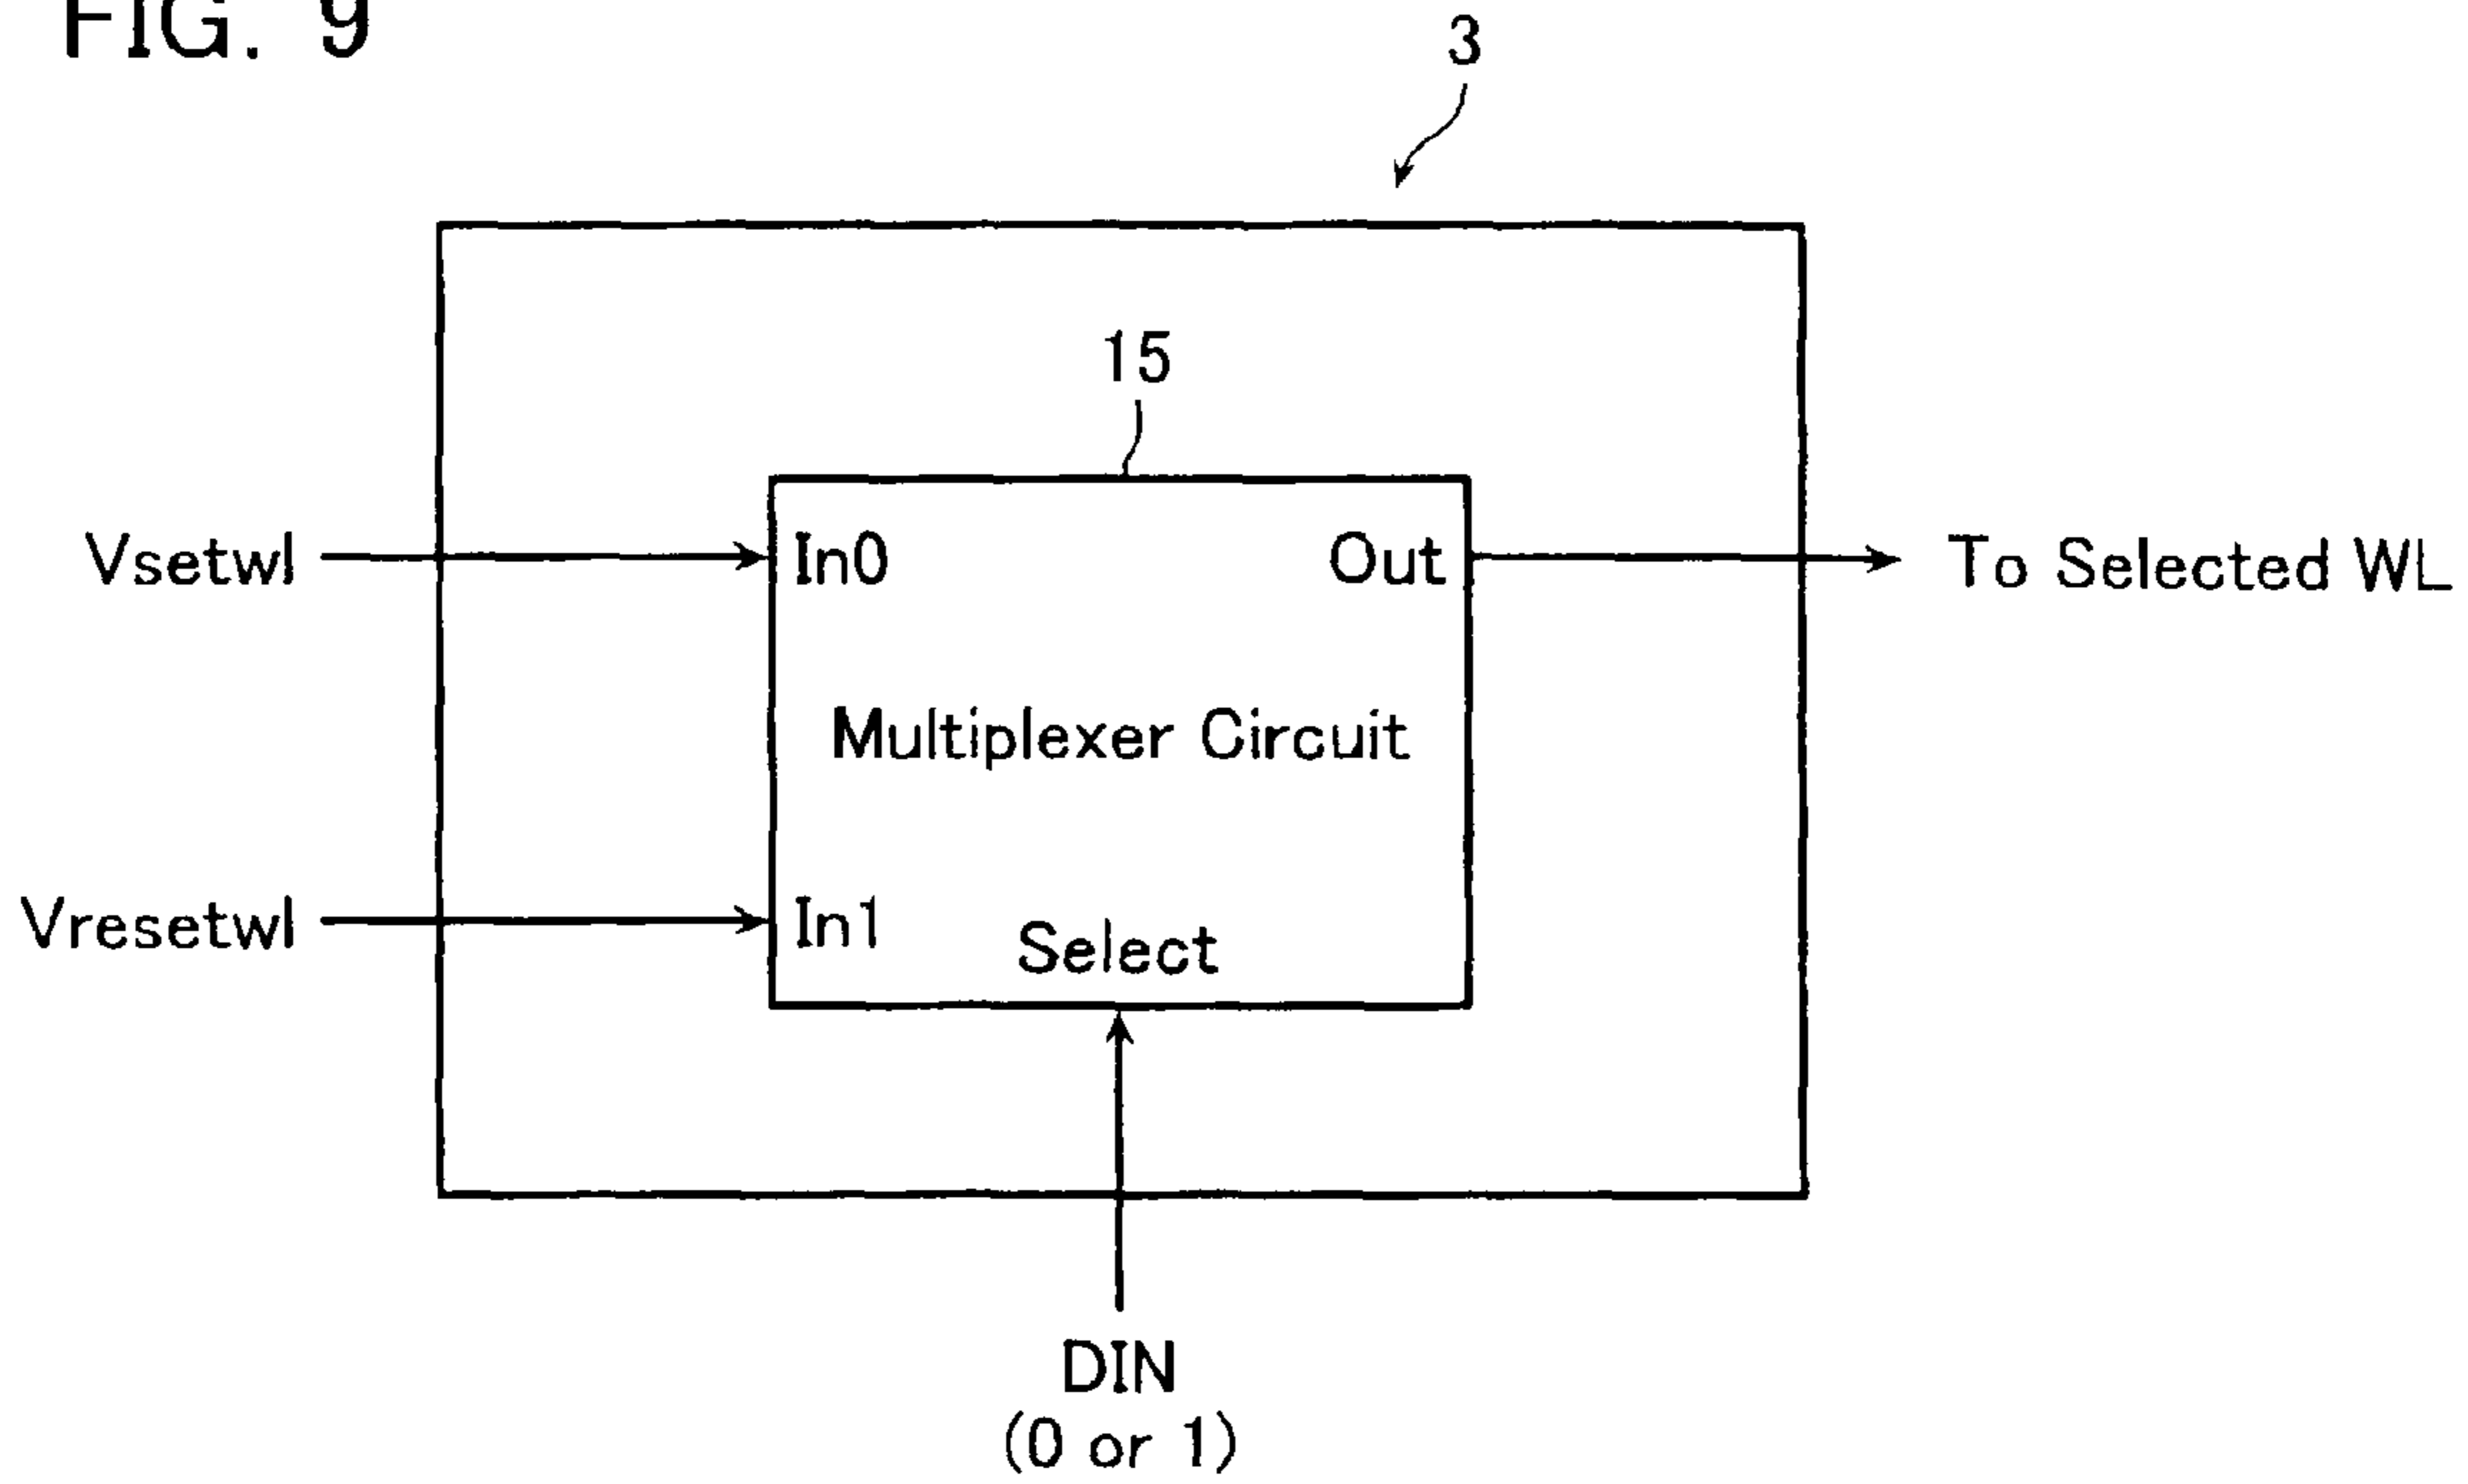 FIG. 9
3
15
Vsetwl
In0
Out
To Selected WL
Multiplexer Circuit
Vresetwl
In1
Select
DIN
(0 or 1)